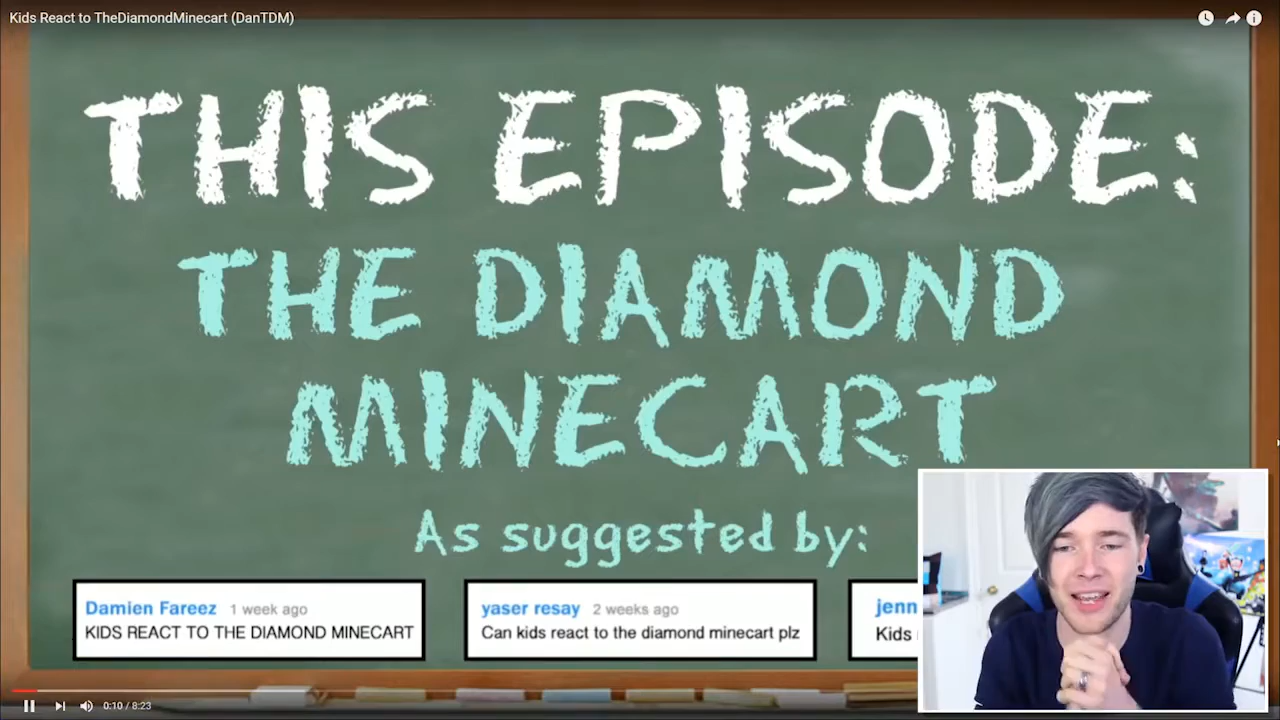 Kids React to TheDiamondMinecart (DanTDM)
THIS EPISODE:
THE DIAMOND
MINECART
As suggested by:
Damien Fareez 1 week ago
KIDS REACT TO THE DIAMOND MINECART
yaser resay 2 weeks ago
Can kids react to the diamond minecart plz
jenn
Kids
0:10 / 8:23